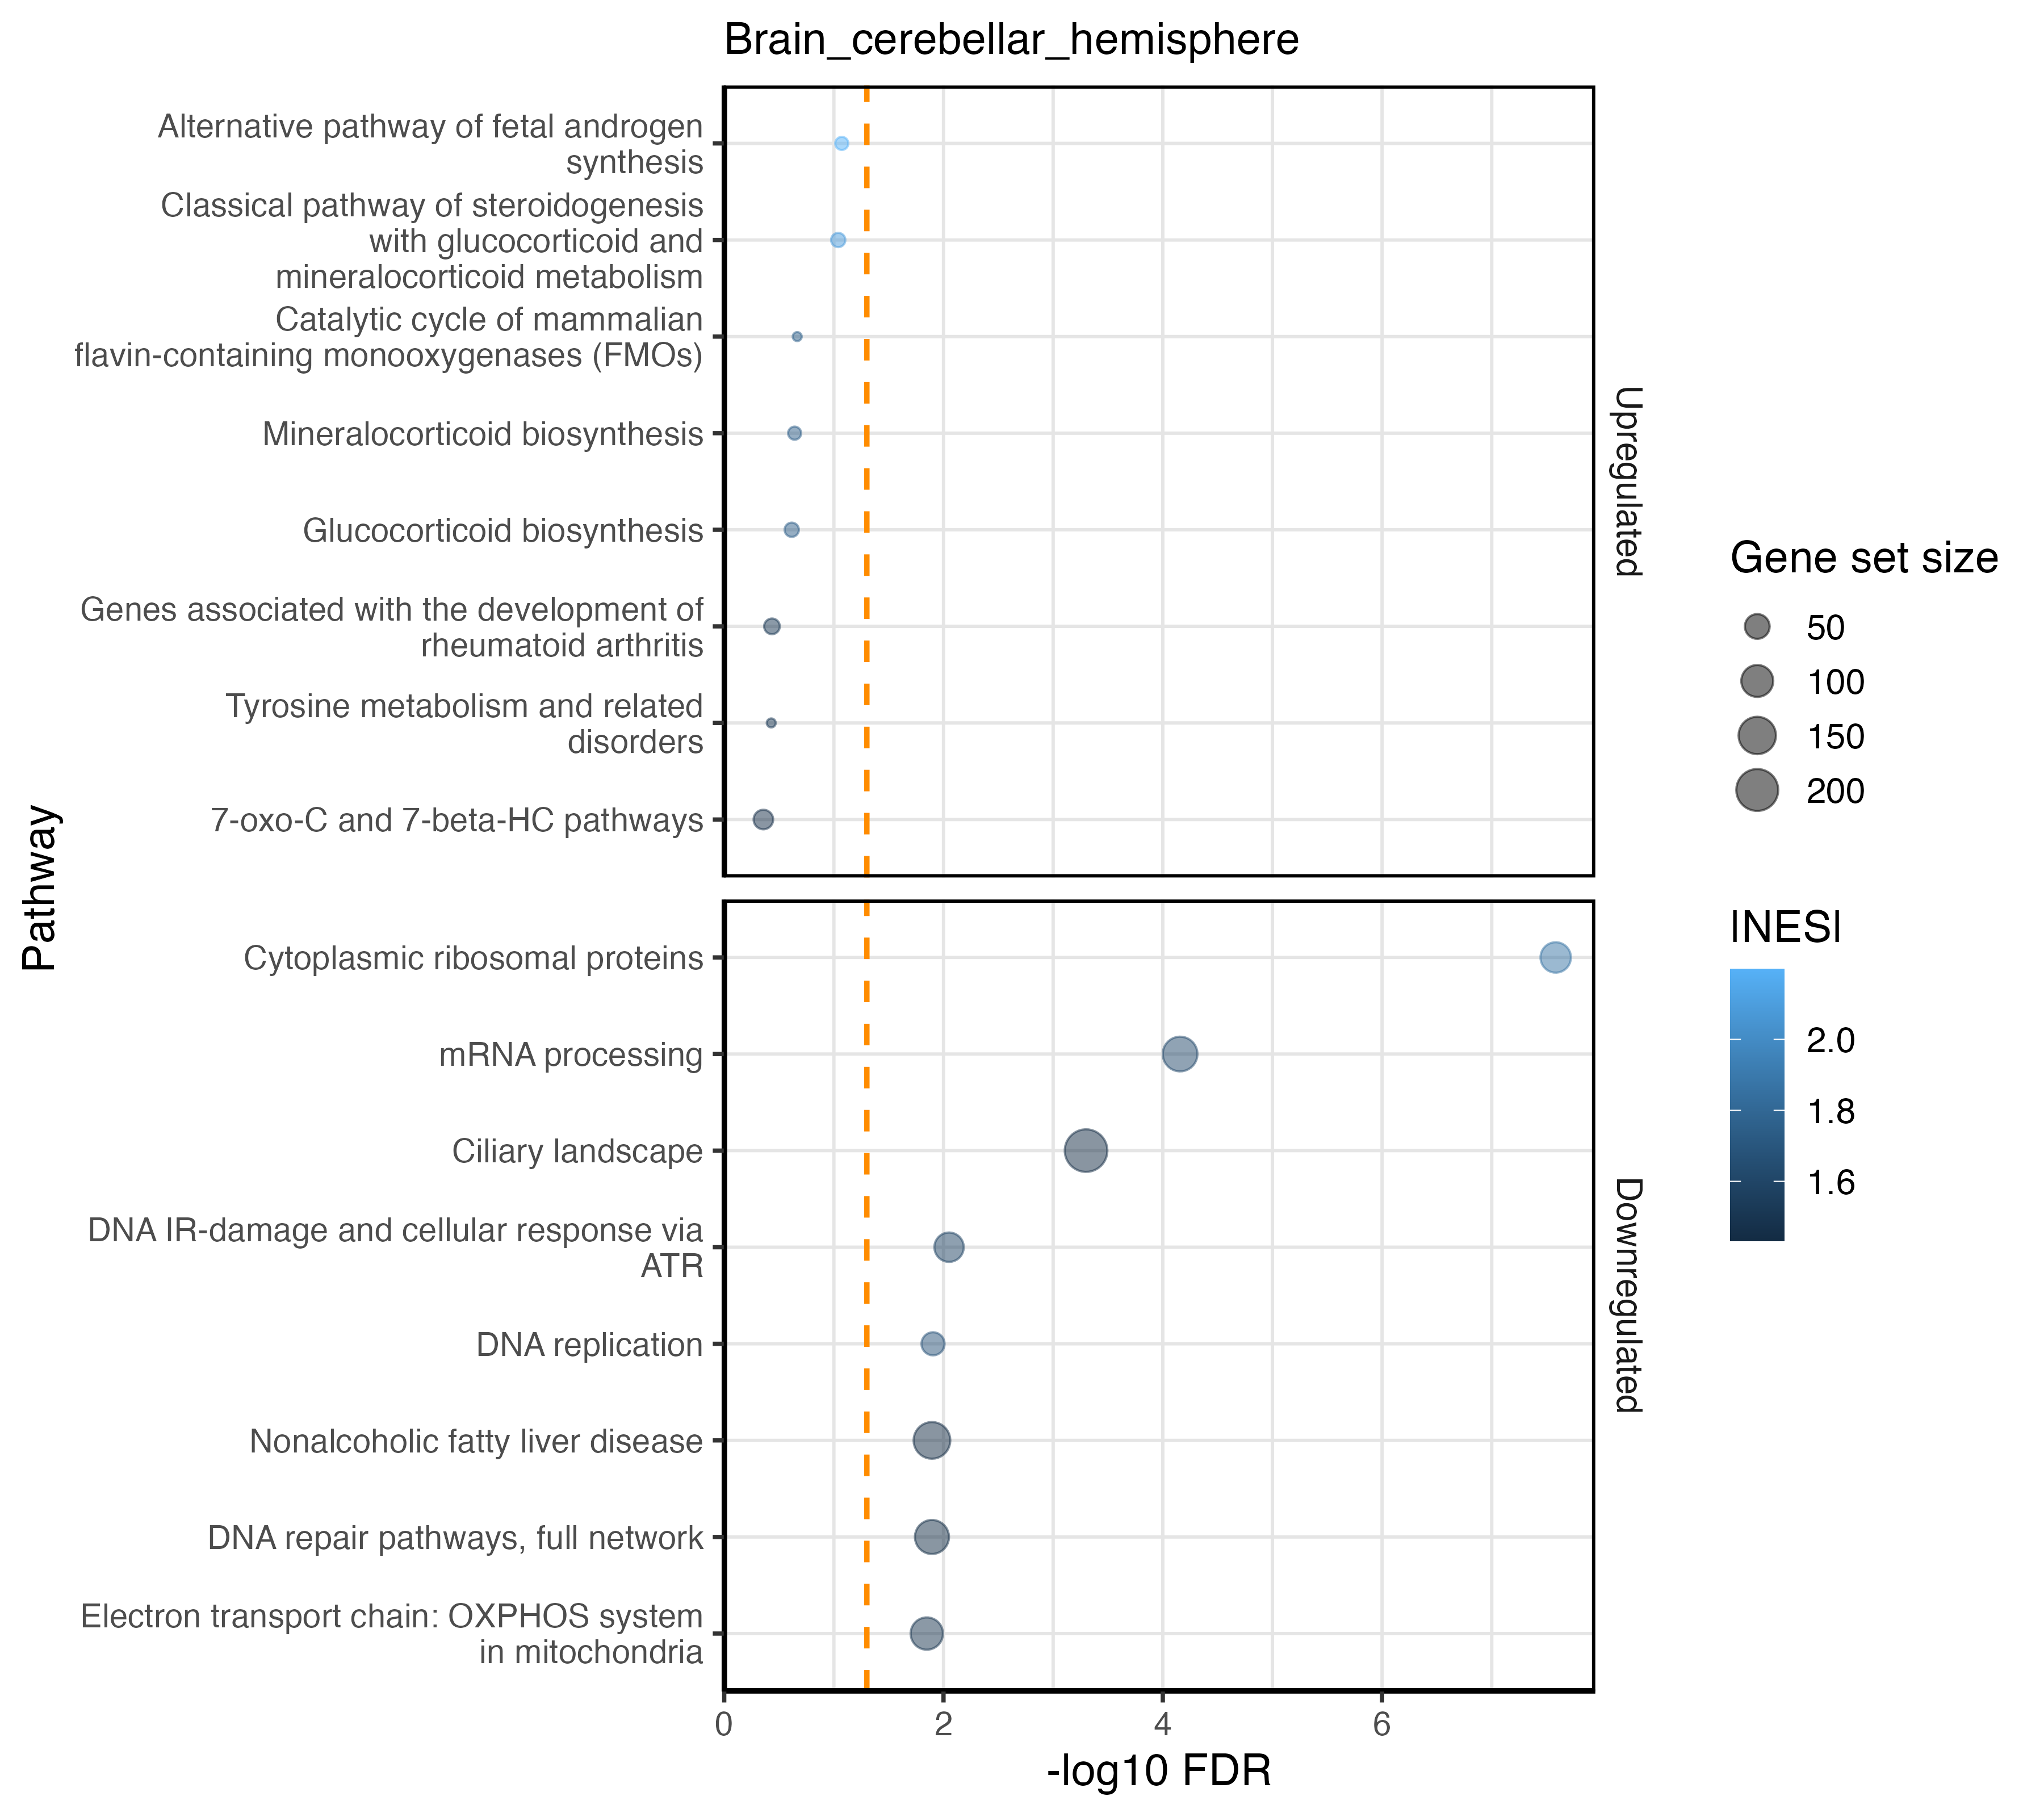 Brain_cerebellar_hemisphere
Alternative pathway of fetal androgen
synthesis
Classical pathway of steroidogenesis
with glucocorticoid and
mineralocorticoid metabolism
Catalytic cycle of mammalian
flavin-containing monooxygenases (FMOs)
Mineralocorticoid biosynthesis
Glucocorticoid biosynthesis
Genes associated with the development of
rheumatoid arthritis
Tyrosine metabolism and related
disorders
7-oxo-C and 7-beta-HC pathways
Upregulated
Cytoplasmic ribosomal proteins
mRNA processing
Ciliary landscape
DNA IR-damage and cellular response via
ATR
DNA replication
Nonalcoholic fatty liver disease
DNA repair pathways, full network
Electron transport chain: OXPHOS system
in mitochondria
Downregulated
Pathway
0
2
4
6
-log10 FDR
Gene set size
50
100
150
200
|NES|
2.0
1.8
1.6